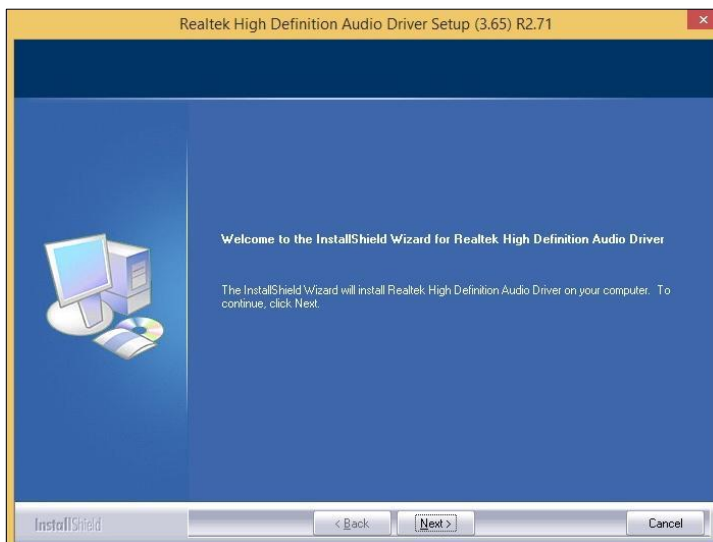 Realtek High Definition Audio Driver Setup (3.65) R2.71
Welcome to the InstallShield Wizard for Realtek High Definition Audio Driver
The InstallShield Wizard will install Realtek High Definition Audio Driver on your computer. To
continue, click Next.
InstallShield
< Back
Next >
Cancel